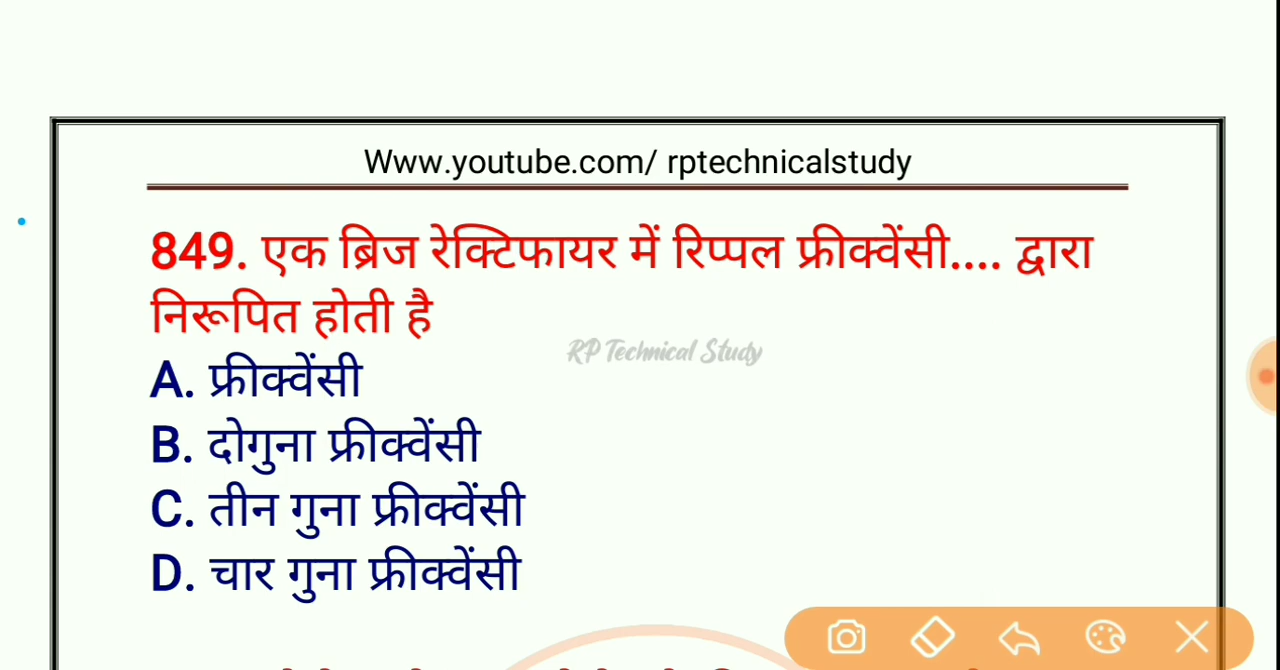 Www.youtube.com/ rptechnicalstudy
849. एक ब्रिज रेक्टिफायर में रिप्पल फ्रीक्वेंसी.... द्वारा
निरूपित होती है
RP Technical Study
A. फ्रीक्वेंसी
B. दोगुना फ्रीक्वेंसी
C. तीन गुना फ्रीक्वेंसी
D. चार गुना फ्रीक्वेंसी